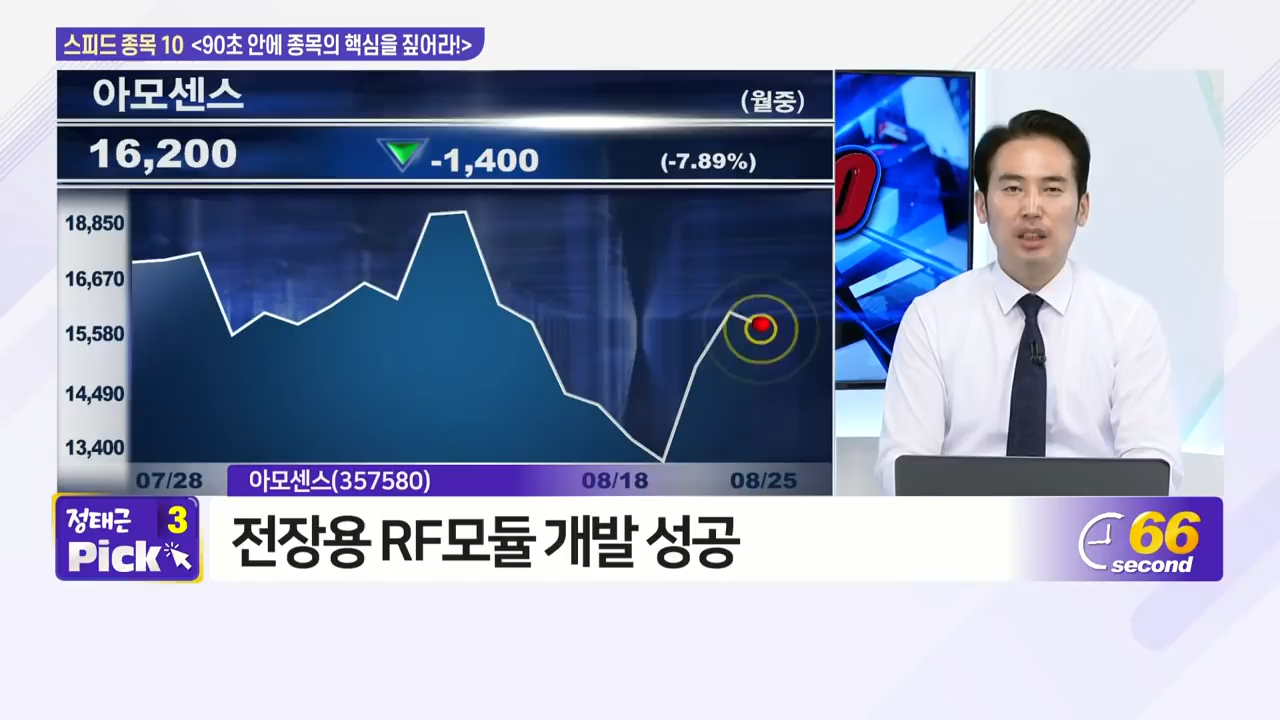 스피드 종목 10 <90초 안에 종목의 핵심을 짚어라!>
아모센스
(월중)
16,200
-1,400
(-7.89%)
18,850
16,670
15,580
14,490
13,400
07/28
08/18
08/25
0
아모센스(357580)
정태근 3
Pick
전장용 RF모듈 개발 성공
66
second